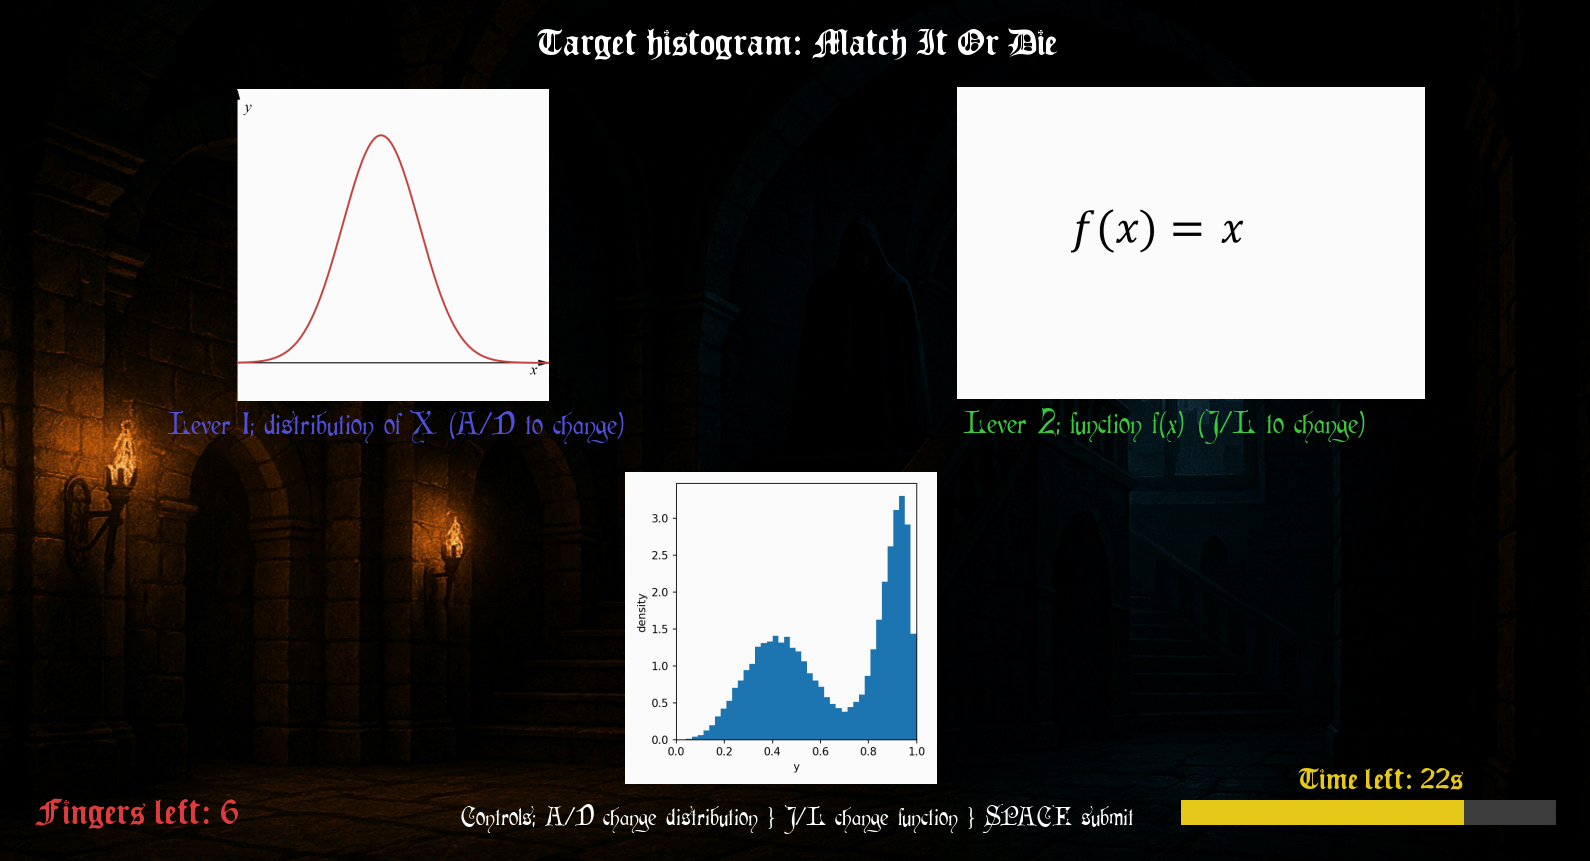 Target histogram: Match It Or Die
y
x
f(x) = x
Lever 1: distribution of X (A/D to change)
Lever 2: function f(x) (J/L to change)
3.0
2.5
2.0
1.5
1.0
0.5
0.0
density
0.0 0.2 0.4 0.6 0.8 1.0
y
Time left: 22s
Fingers left: 6
Controls: A/D change distribution | J/L change function | SPACE submit